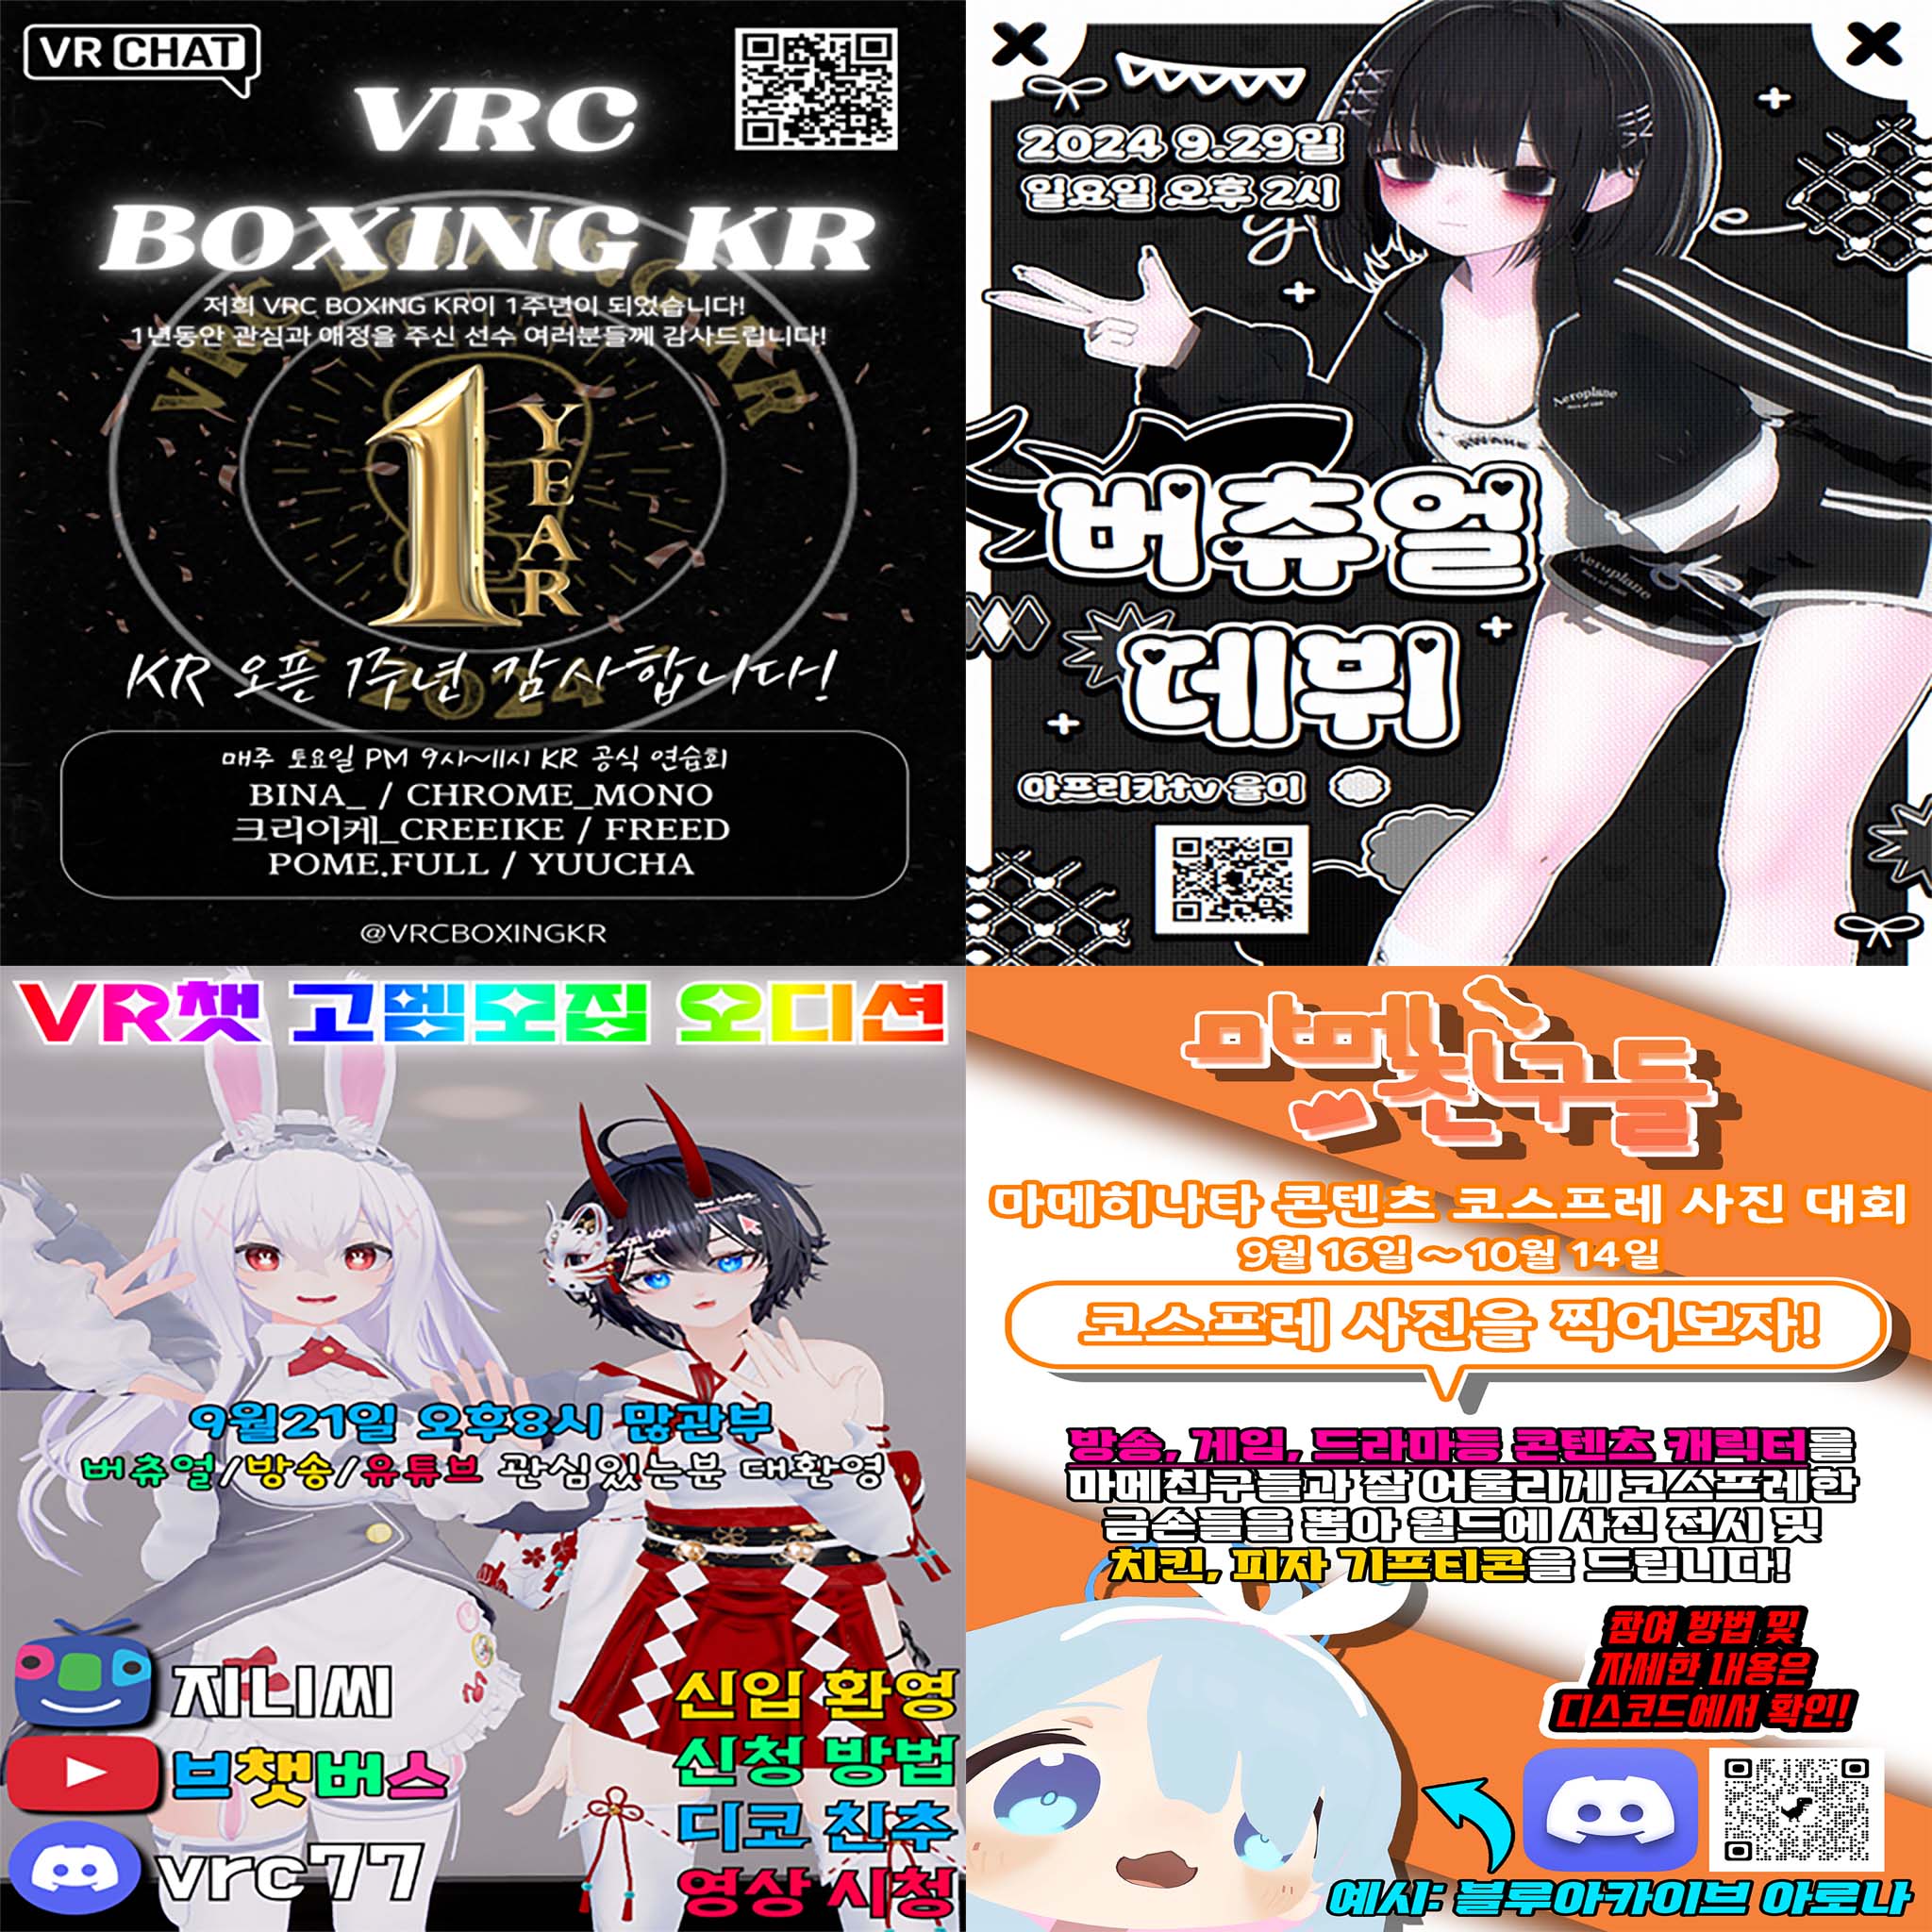 VR CHAT
VRC
BOXING KR
저희 VRC BOXING KR이 1주년이 되었습니다!
1년동안 관심과 애정을 주신 선수 여러분들께 감사드립니다!
VRC BOXING KR
1 YEAR
2024
KR 오픈 1주년 감사합니다!
매주 토요일 PM 9시~11시 KR 공식 연습회
BINA_ / CHROME_MONO
크리이케_CREEIKE / FREED
POME.FULL / YUUCHA
@VRCBOXINGKR
2024 9.29일
일요일 오후 2시
Aeroplane
AWAKE
Aeroplane
버츄얼
데뷔
아프리카tv 율이
VR챗 고멤모집 오디션
9월21일 오후8시 많관부
버츄얼/방송/유튜브 관심있는분 대환영
지니씨
브챗버스
vrc77
신입 환영
신청 방법
디코 친추
영상 시청
마메친구들
마메히나타 콘텐츠 코스프레 사진 대회
9월 16일 ~ 10월 14일
코스프레 사진을 찍어보자!
방송, 게임, 드라마등 콘텐츠 캐릭터를
마메친구들과 잘 어울리게 코스프레한
금손들을 뽑아 월드에 사진 전시 및
치킨, 피자 기프티콘을 드립니다!
참여 방법 및
자세한 내용은
디스코드에서 확인!
예시: 블루아카이브 아로나